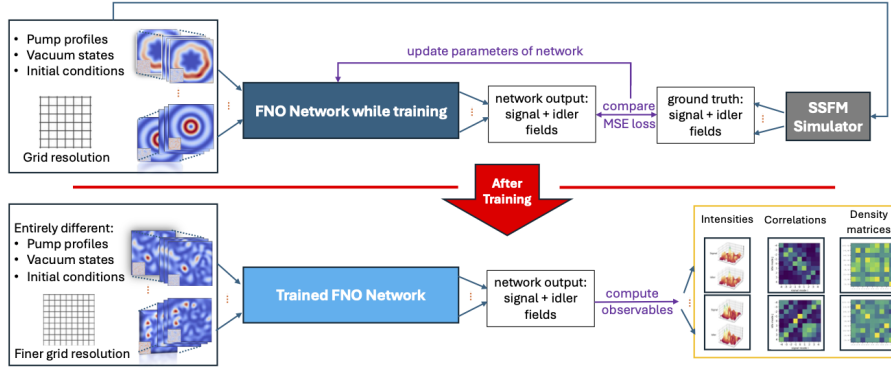 • Pump profiles
• Vacuum states
• Initial conditions
Grid resolution
FNO Network while training
update parameters of network
network output:
signal + idler
fields
compare
MSE loss
ground truth:
signal + idler
fields
SSFM
Simulator
After
Training
Entirely different:
• Pump profiles
• Vacuum states
• Initial conditions
Finer grid resolution
Trained FNO Network
network output:
signal + idler
fields
compute
observables
Intensities
Correlations
Density
matrices